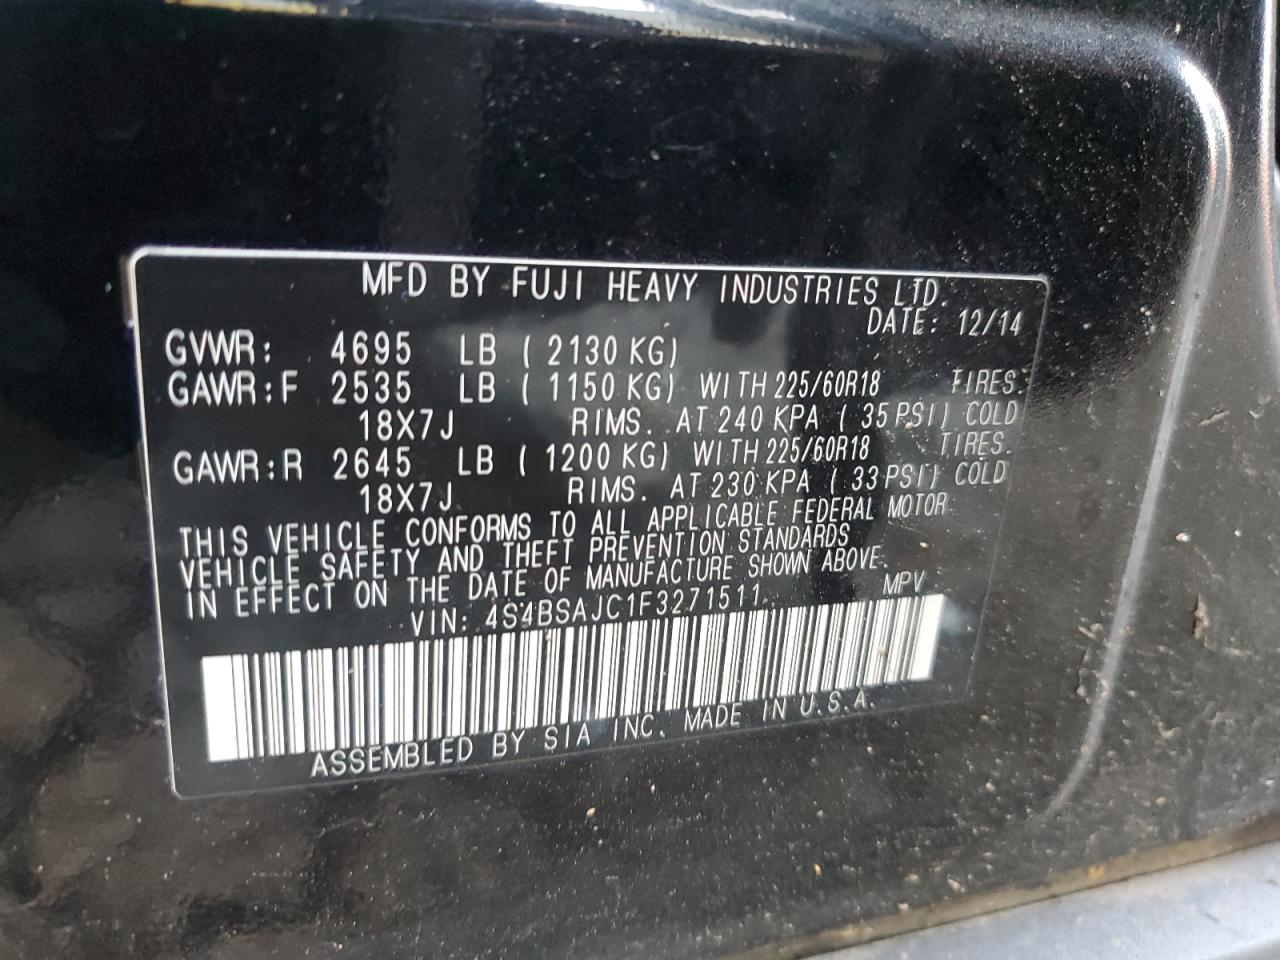 MFD BY FUJI HEAVY INDUSTRIES LTD.
DATE: 12/14
GVWR: 4695 LB ( 2130 KG)
GAWR:F 2535 LB ( 1150 KG) WITH 225/60R18 TIRES.
18X7J RIMS. AT 240 KPA ( 35 PSI) COLD
GAWR:R 2645 LB ( 1200 KG) WITH 225/60R18 TIRES.
18X7J RIMS. AT 230 KPA ( 33 PSI) COLD
THIS VEHICLE CONFORMS TO ALL APPLICABLE FEDERAL MOTOR
VEHICLE SAFETY AND THEFT PREVENTION STANDARDS
IN EFFECT ON THE DATE OF MANUFACTURE SHOWN ABOVE.
VIN: 4S4BSAJC1F3271511 MPV
ASSEMBLED BY SIA INC. MADE IN U.S.A.